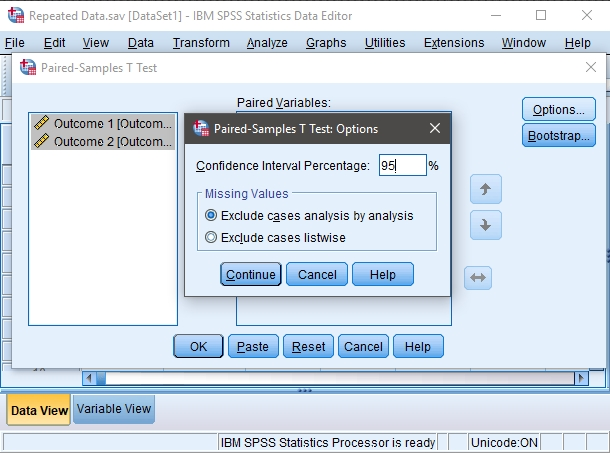 Repeated Data.sav [DataSet1] - IBM SPSS Statistics Data Editor
File Edit View Data Transform Analyze Graphs Utilities Extensions Window Help
Paired-Samples T Test
Paired Variables:
Outcome 1 [Outcom...
Outcome 2 [Outcom...
Options...
Bootstrap...
Paired-Samples T Test: Options
Confidence Interval Percentage: 95 %
Missing Values
Exclude cases analysis by analysis
Exclude cases listwise
Continue Cancel Help
OK Paste Reset Cancel Help
Data View Variable View
IBM SPSS Statistics Processor is ready Unicode:ON